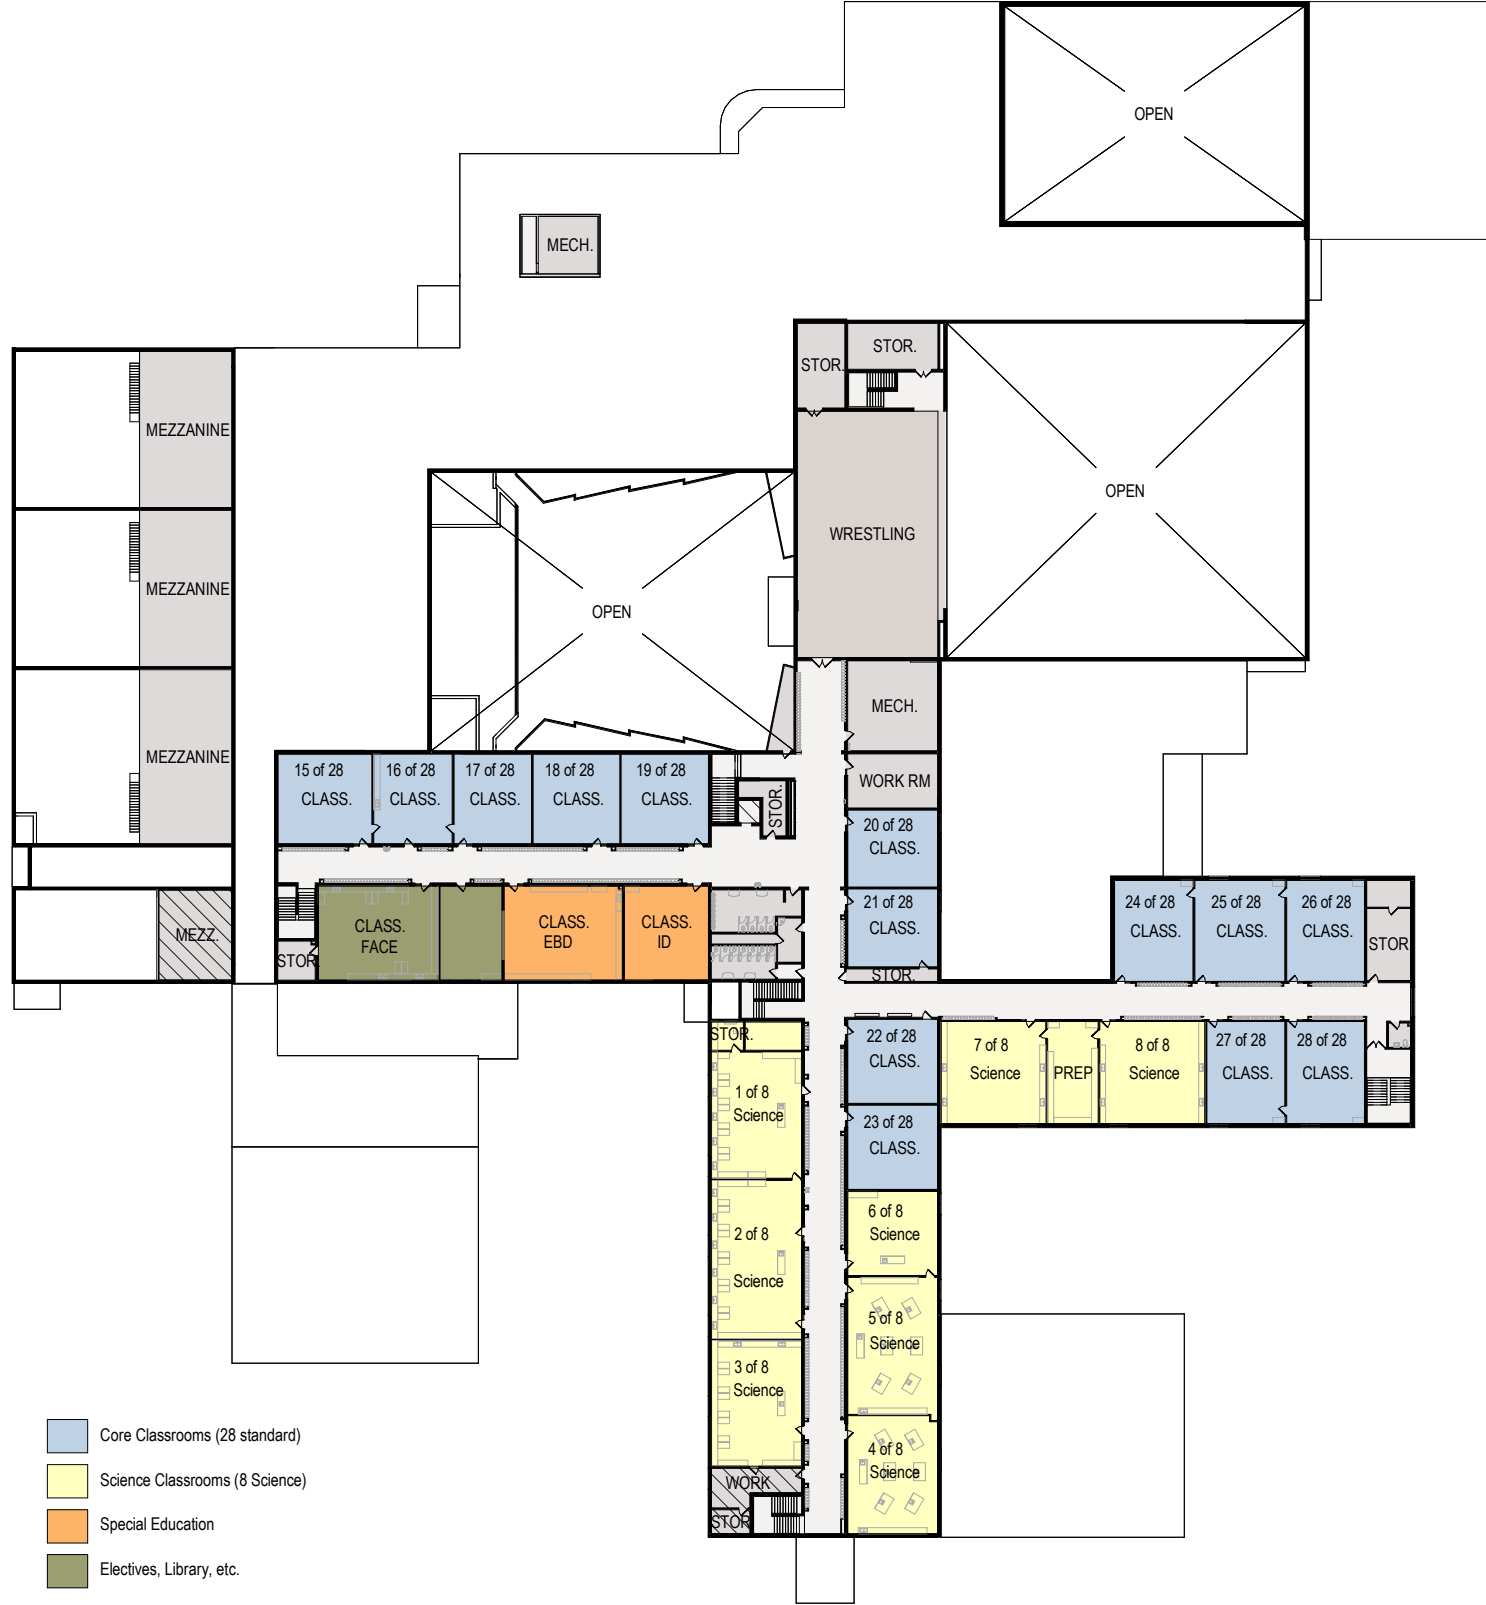 OPEN
MECH.
STOR.
STOR.
MEZZANINE
OPEN
WRESTLING
MEZZANINE
OPEN
MECH.
MEZZANINE
15 of 28
CLASS.
16 of 28
CLASS.
17 of 28
CLASS.
18 of 28
CLASS.
19 of 28
CLASS.
STOR.
WORK RM
20 of 28
CLASS.
21 of 28
CLASS.
STOR.
MEZZ.
STOR.
CLASS.
FACE
CLASS.
EBD
CLASS.
ID
24 of 28
CLASS.
25 of 28
CLASS.
26 of 28
CLASS.
STOR.
STOR.
22 of 28
CLASS.
7 of 8
Science
PREP
8 of 8
Science
27 of 28
CLASS.
28 of 28
CLASS.
1 of 8
Science
23 of 28
CLASS.
2 of 8
Science
6 of 8
Science
3 of 8
Science
5 of 8
Science
4 of 8
Science
WORK
STOR.
Core Classrooms (28 standard)
Science Classrooms (8 Science)
Special Education
Electives, Library, etc.